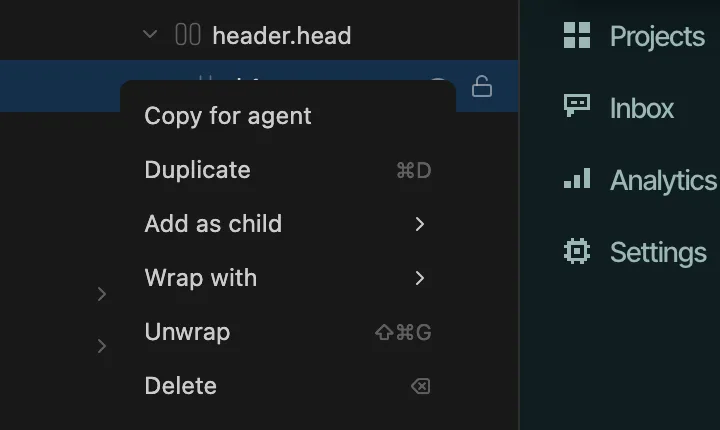 header.head
Copy for agent
Duplicate ⌘D
Add as child
Wrap with
Unwrap ⇧⌘G
Delete ⌫
Projects
Inbox
Analytics
Settings